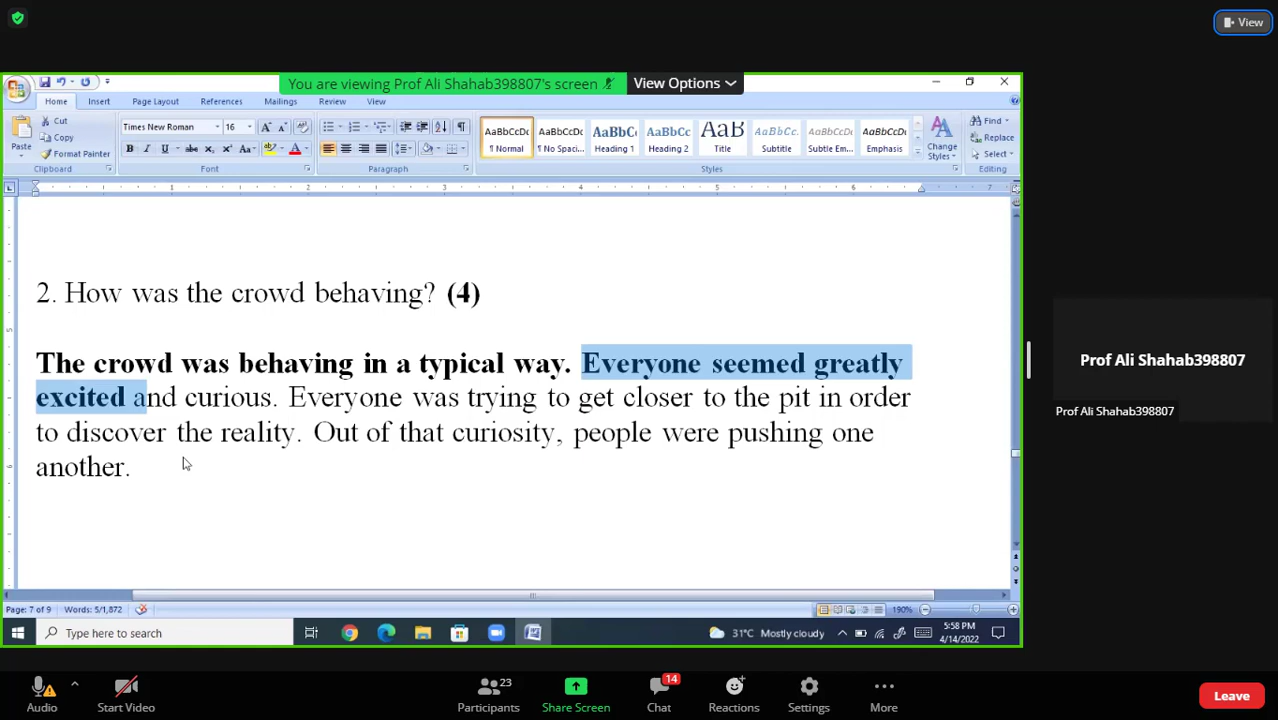 View
You are viewing Prof Ali Shahab398807's screen
View Options
Home Insert Page Layout References Mailings Review View
Paste
Cut
Copy
Format Painter
Clipboard
Times New Roman 16
Font
Paragraph
AaBbCcDc ¶ Normal
AaBbCcDc ¶ No Spaci...
AaBbC Heading 1
AaBbCc Heading 2
AaB Title
AaBbCc. Subtitle
AaBbCcDc Subtle Em...
AaBbCcDc Emphasis
Change Styles
Styles
Find
Replace
Select
Editing
2. How was the crowd behaving? (4)
The crowd was behaving in a typical way. Everyone seemed greatly
excited and curious. Everyone was trying to get closer to the pit in order
to discover the reality. Out of that curiosity, people were pushing one
another.
Prof Ali Shahab398807
Prof Ali Shahab398807
Page: 7 of 9 Words: 5/1,872
190%
Type here to search
31°C Mostly cloudy
5:58 PM
4/14/2022
Audio
Start Video
23
Participants
Share Screen
14
Chat
Reactions
Settings
More
Leave